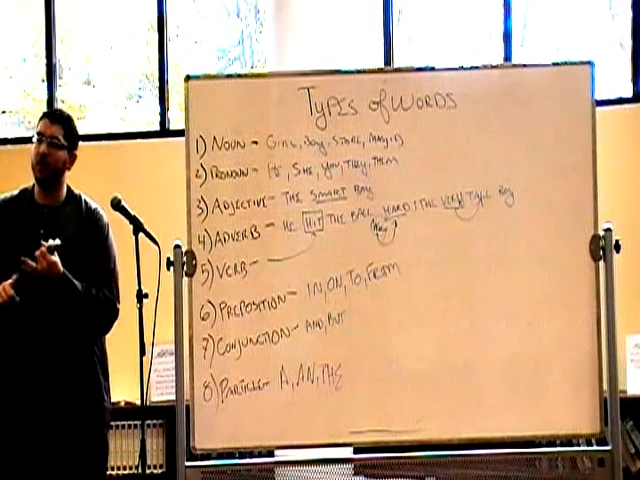 TYPES OF WORDS
1) NOUN - GIRL, BOY, STORE,
2) PRONOUN - HE, SHE, YOU, THEY, THEM
3) ADJECTIVE - THE SMART BOY
4) ADVERB - HE HIT THE BALL HARD / THE VERY TALL BOY
5) VERB -
6) PREPOSITION - IN, ON, TO, FROM
7) CONJUNCTION - AND, BUT
8) PARTICLE - A, AN, THE